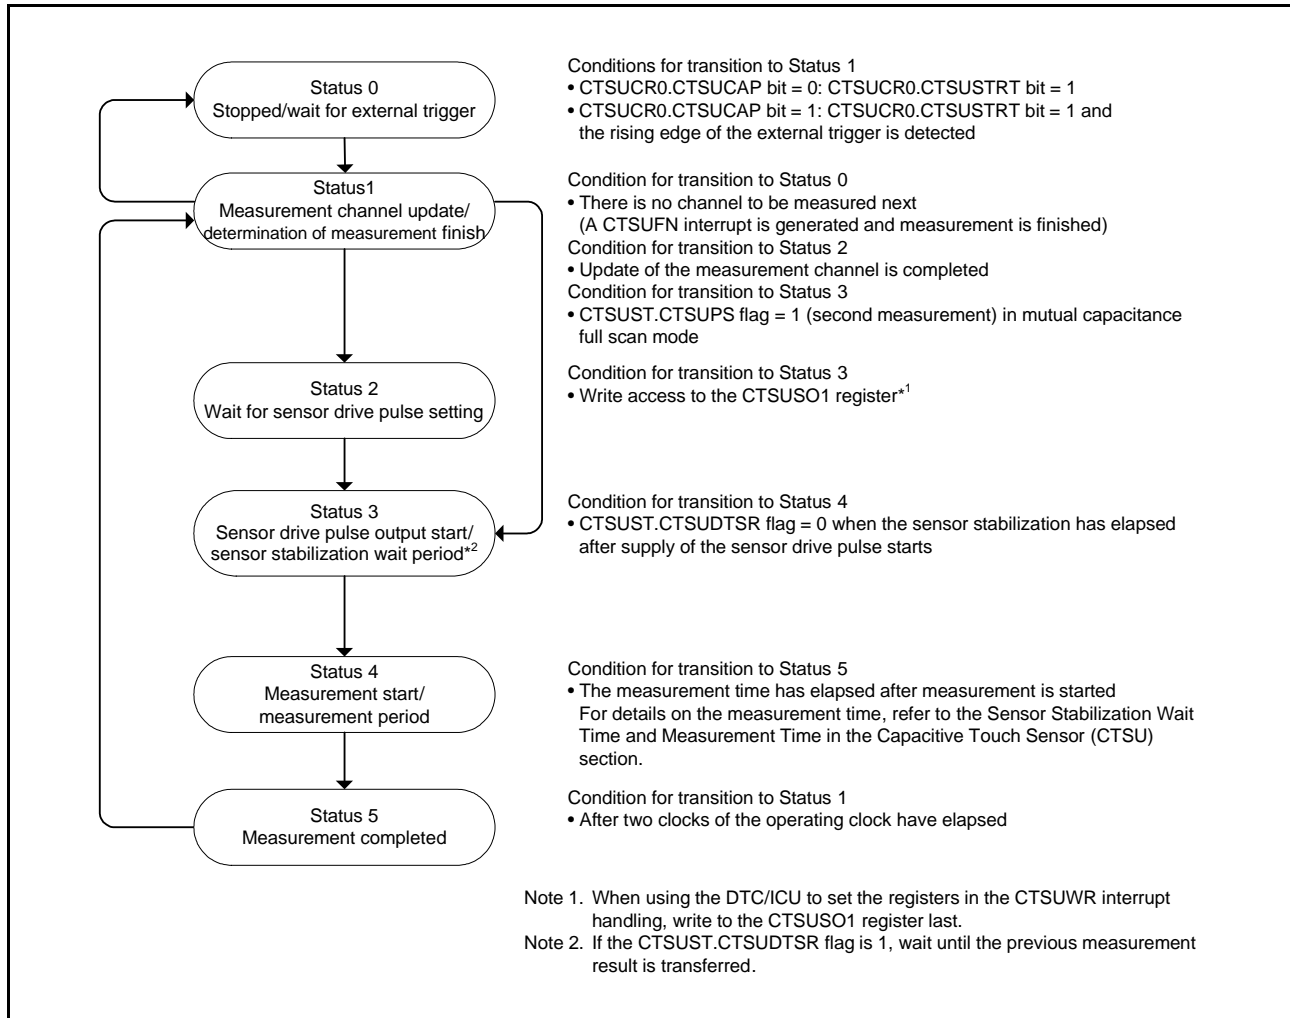 Status 0
Stopped/wait for external trigger
Conditions for transition to Status 1
• CTSUCR0.CTSUCAP bit = 0: CTSUCR0.CTSUSTRT bit = 1
• CTSUCR0.CTSUCAP bit = 1: CTSUCR0.CTSUSTRT bit = 1 and
the rising edge of the external trigger is detected
Status1
Measurement channel update/
determination of measurement finish
Condition for transition to Status 0
• There is no channel to be measured next
(A CTSUFN interrupt is generated and measurement is finished)
Condition for transition to Status 2
• Update of the measurement channel is completed
Condition for transition to Status 3
• CTSUST.CTSUPS flag = 1 (second measurement) in mutual capacitance
full scan mode
Status 2
Wait for sensor drive pulse setting
Condition for transition to Status 3
• Write access to the CTSUSO1 register*1
Status 3
Sensor drive pulse output start/
sensor stabilization wait period*2
Condition for transition to Status 4
• CTSUST.CTSUDTSR flag = 0 when the sensor stabilization has elapsed
after supply of the sensor drive pulse starts
Status 4
Measurement start/
measurement period
Condition for transition to Status 5
• The measurement time has elapsed after measurement is started
For details on the measurement time, refer to the Sensor Stabilization Wait
Time and Measurement Time in the Capacitive Touch Sensor (CTSU)
section.
Status 5
Measurement completed
Condition for transition to Status 1
• After two clocks of the operating clock have elapsed
Note 1. When using the DTC/ICU to set the registers in the CTSUWR interrupt
handling, write to the CTSUSO1 register last.
Note 2. If the CTSUST.CTSUDTSR flag is 1, wait until the previous measurement
result is transferred.